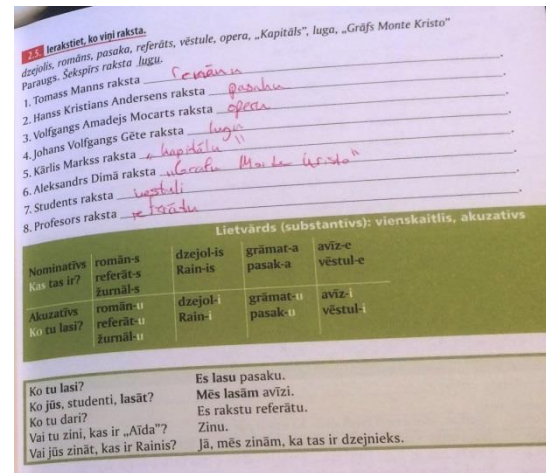 2.5. Ierakstiet, ko viņi raksta.
dzejolis, romāns, pasaka, referāts, vēstule, opera, „Kapitāls”, luga, „Grāfs Monte Kristo”
Paraugs. Šekspīrs raksta lugu.
1. Tomass Manns raksta romānu.
2. Hanss Kristians Andersens raksta pasaku.
3. Volfgangs Amadejs Mocarts raksta operu.
4. Johans Volfgangs Gēte raksta lugu.
5. Kārlis Markss raksta „Kapitālu”.
6. Aleksandrs Dimā raksta „Grafu Monte Kristo”.
7. Students raksta vestuli.
8. Profesors raksta referātu.
Lietvārds (substantīvs): vienskaitlis, akuzatīvs
Nominatīvs romān-s dzejol-is grāmat-a avīz-e
Kas tas ir? referāt-s Rain-is pasak-a vēstul-e
žurnāl-s
Akuzatīvs romān-u dzejol-i grāmat-u avīz-i
Ko tu lasi? referāt-u Rain-i pasak-u vēstul-i
žurnāl-u
Ko tu lasi? Es lasu pasaku.
Ko jūs, studenti, lasāt? Mēs lasām avīzi.
Ko tu dari? Es rakstu referātu.
Vai tu zini, kas ir „Aīda”? Zinu.
Vai jūs zināt, kas ir Rainis? Jā, mēs zinām, ka tas ir dzejnieks.